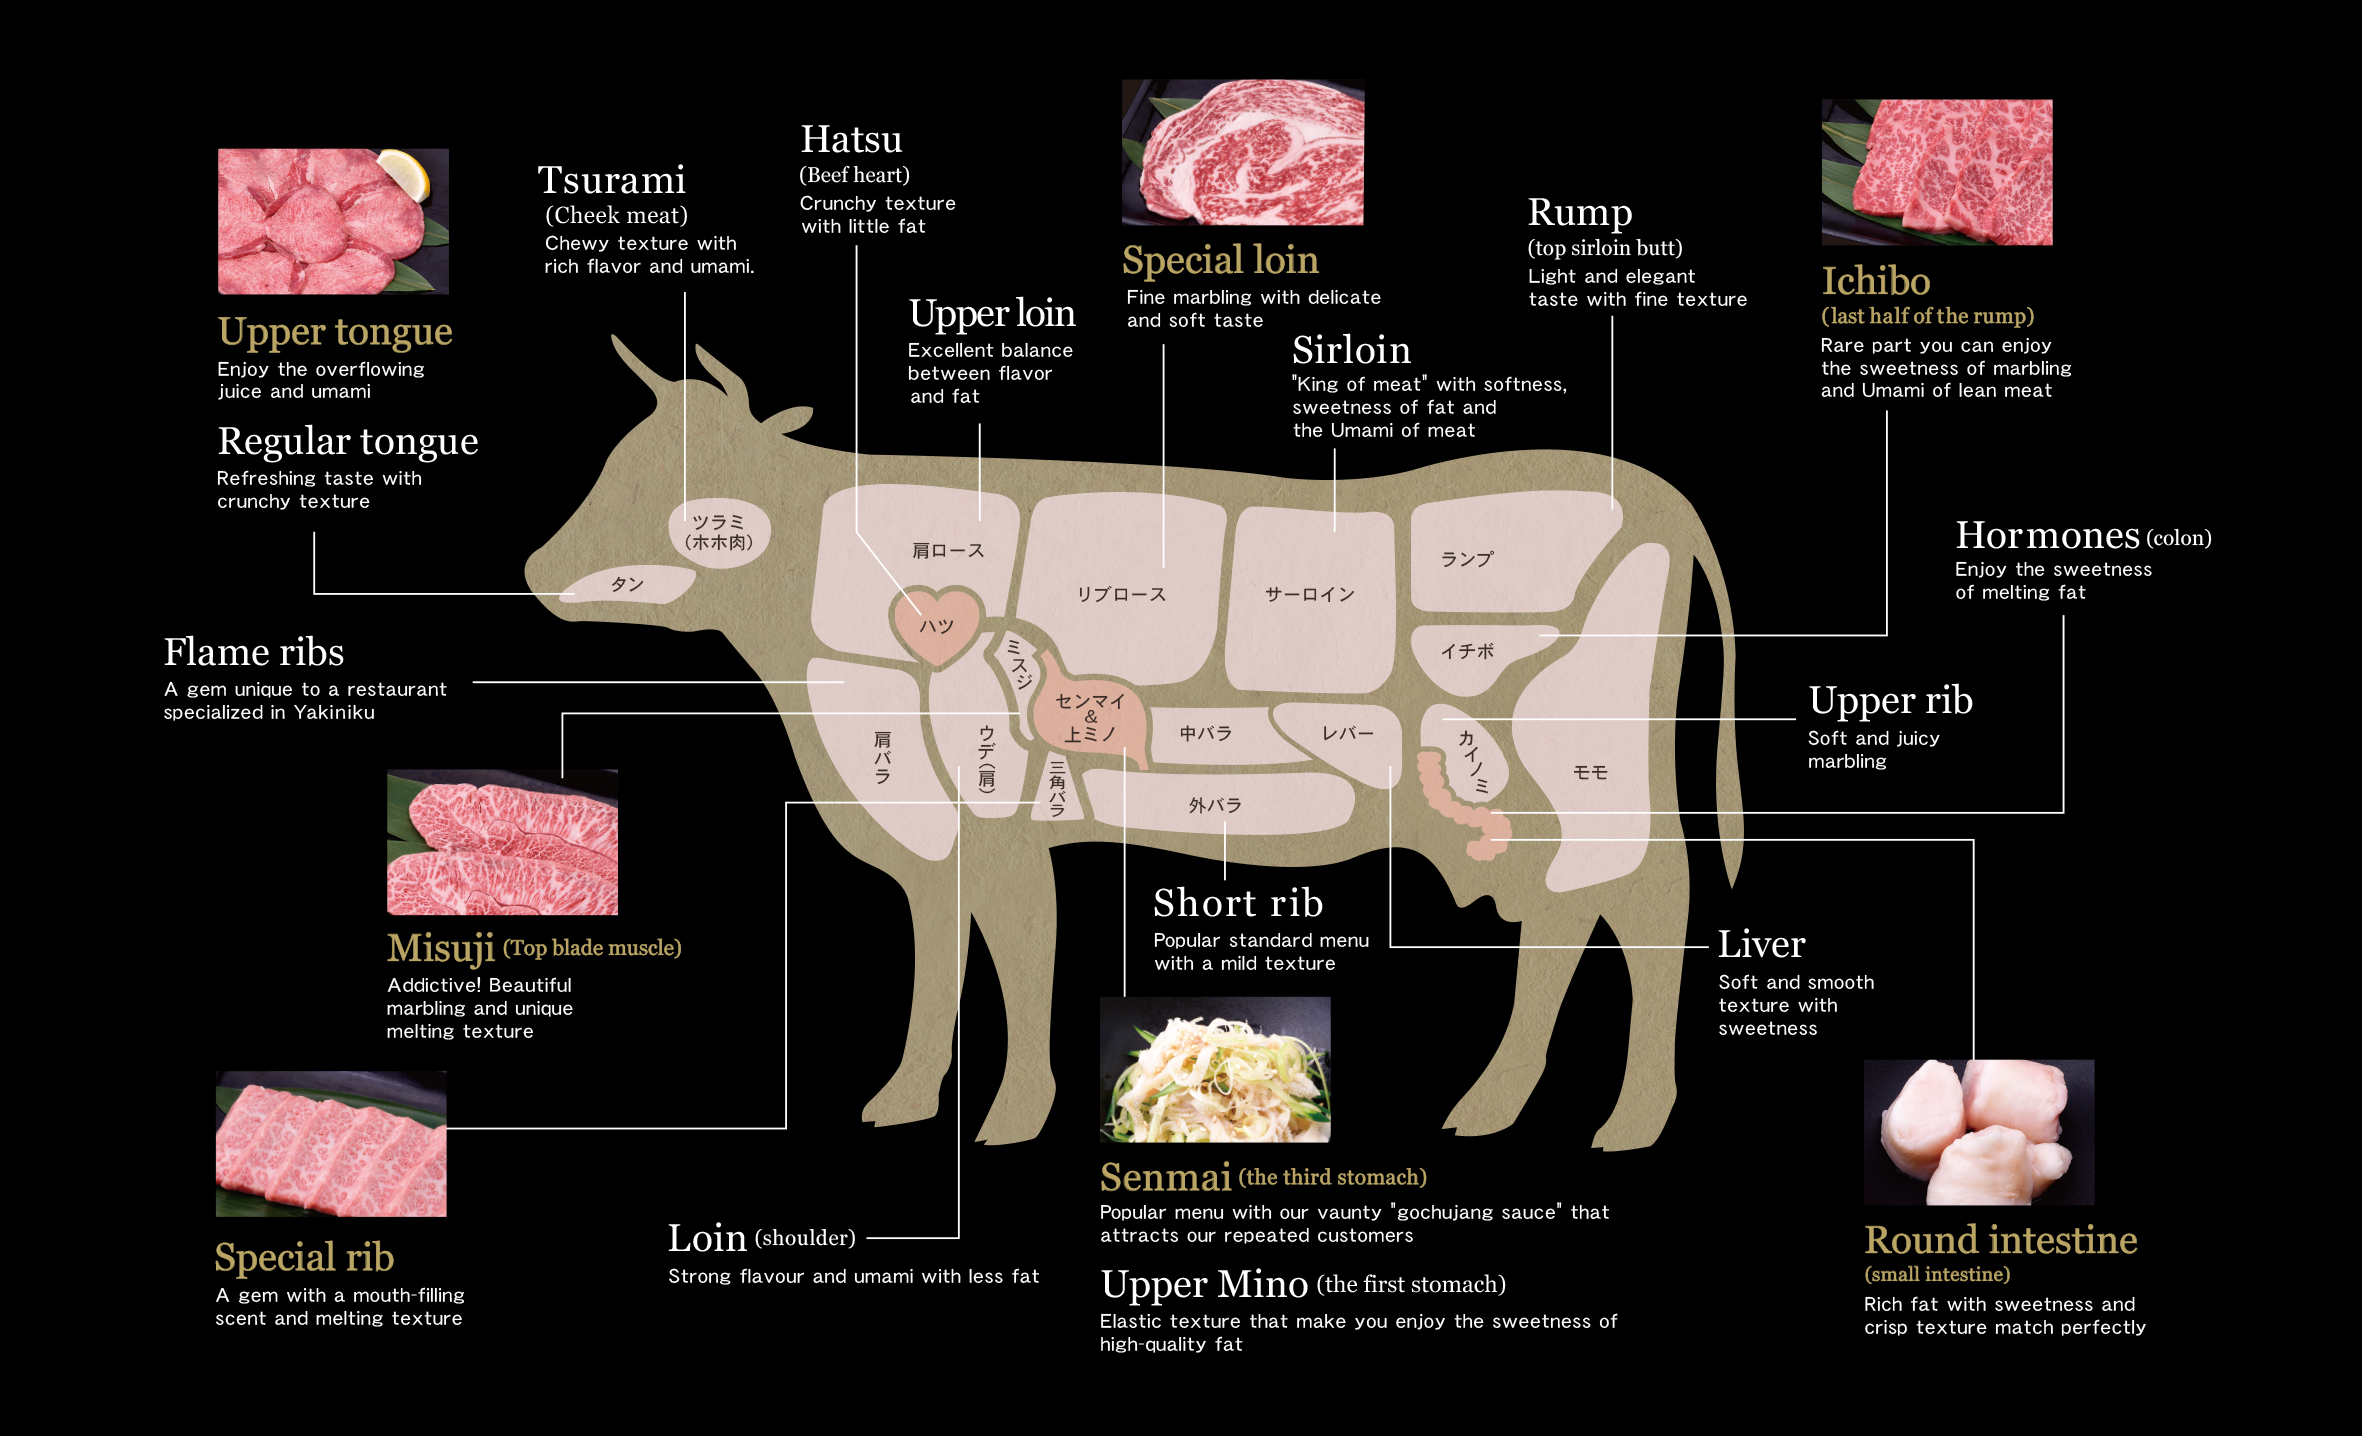 Upper tongue
Enjoy the overflowing
juice and umami
Regular tongue
Refreshing taste with
crunchy texture
Tsurami
(Cheek meat)
Chewy texture with
rich flavor and umami.
Hatsu
(Beef heart)
Crunchy texture
with little fat
Upper loin
Excellent balance
between flavor
and fat
Special loin
Fine marbling with delicate
and soft taste
Sirloin
"King of meat" with softness,
sweetness of fat and
the Umami of meat
Rump
(top sirloin butt)
Light and elegant
taste with fine texture
Ichibo
(last half of the rump)
Rare part you can enjoy
the sweetness of marbling
and Umami of lean meat
Hormones (colon)
Enjoy the sweetness
of melting fat
Upper rib
Soft and juicy
marbling
Flame ribs
A gem unique to a restaurant
specialized in Yakiniku
ツラミ
(ホホ肉)
タン
肩ロース
ハツ
リブロース
サーロイン
ランプ
イチボ
ミスジ
センマイ
&
上ミノ
中バラ
レバー
カイノミ
モモ
肩バラ
ウデ(肩)
三角バラ
外バラ
Misuji (Top blade muscle)
Addictive! Beautiful
marbling and unique
melting texture
Special rib
A gem with a mouth-filling
scent and melting texture
Loin (shoulder)
Strong flavour and umami with less fat
Short rib
Popular standard menu
with a mild texture
Liver
Soft and smooth
texture with
sweetness
Senmai (the third stomach)
Popular menu with our vaunty "gochujang sauce" that
attracts our repeated customers
Upper Mino (the first stomach)
Elastic texture that make you enjoy the sweetness of
high-quality fat
Round intestine
(small intestine)
Rich fat with sweetness and
crisp texture match perfectly